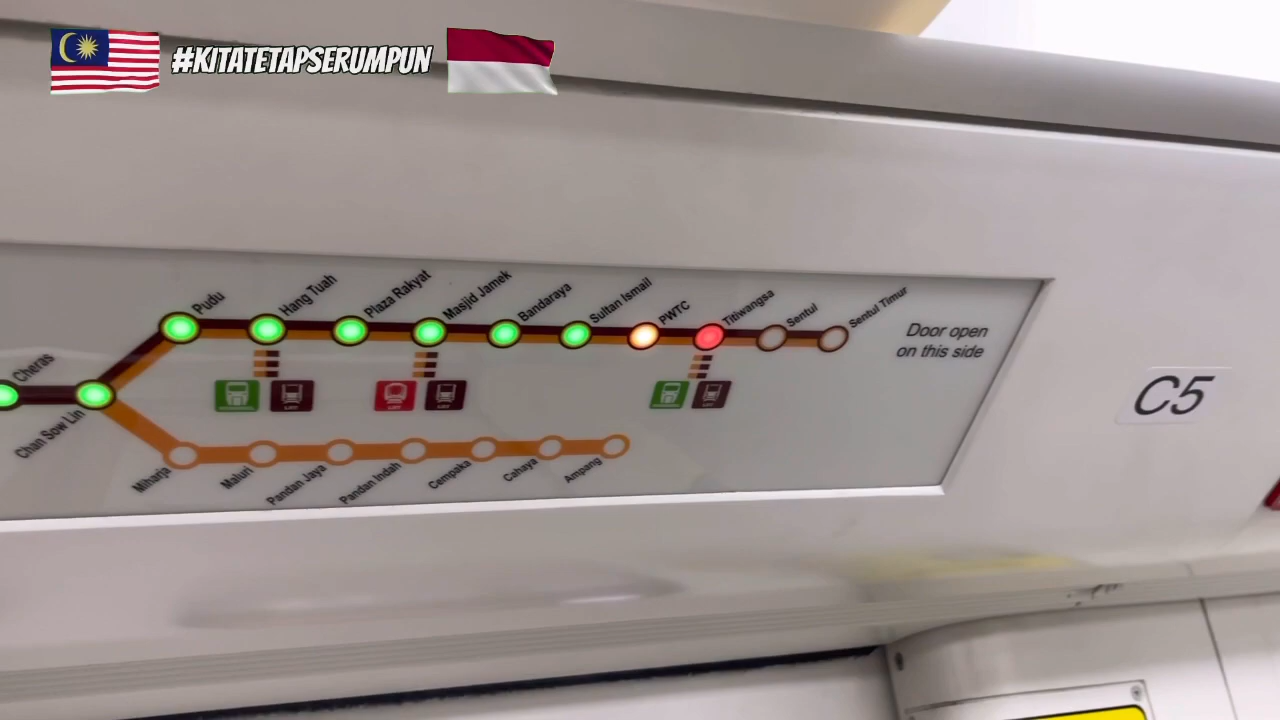 #KITATETAPSERUMPUN
Cheras
Chan Sow Lin
Pudu
Hang Tuah
Plaza Rakyat
Masjid Jamek
Bandaraya
Sultan Ismail
PWTC
Titiwangsa
Sentul
Sentul Timur
Miharja
Maluri
Pandan Jaya
Pandan Indah
Cempaka
Cahaya
Ampang
Door open
on this side
C5